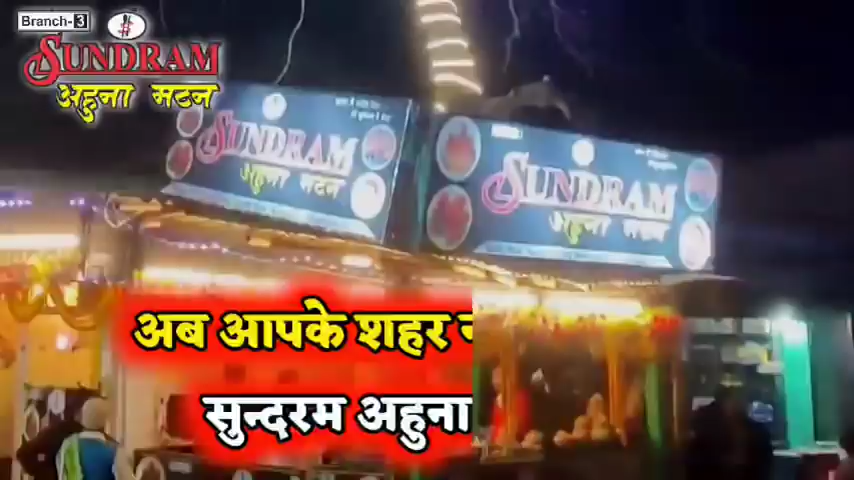 Branch-3
SUNDRAM
अहुना मटन
SUNDRAM
अहुना मटन
SUNDRAM
अहुना मटन
अब आपके शहर
सुन्दरम अहुना